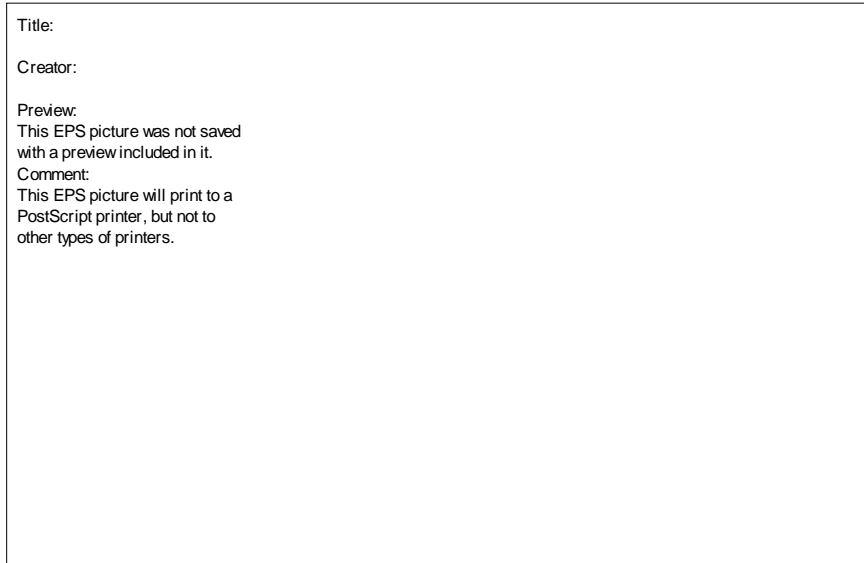 Title:
Creator:
Preview:
This EPS picture was not saved
with a preview included in it.
Comment:
This EPS picture will print to a
PostScript printer, but not to
other types of printers.